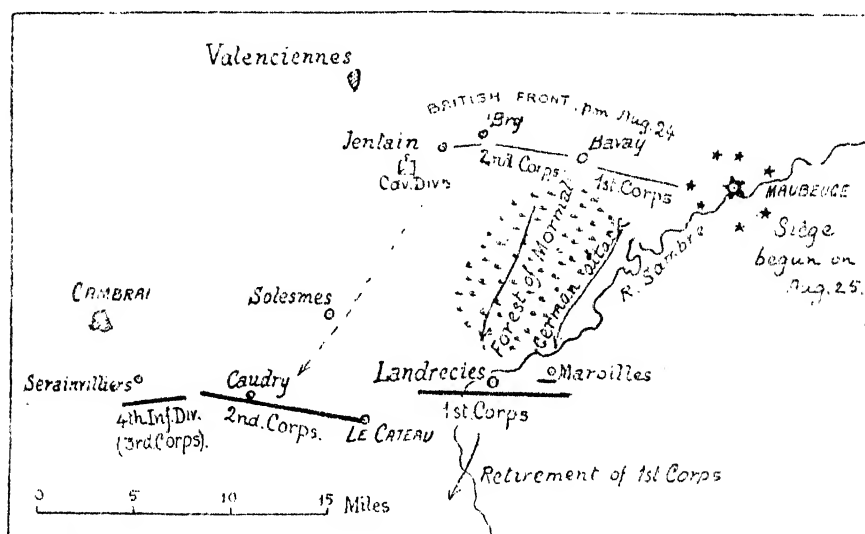 Valenciennes
BRITISH FRONT. pm Aug. 24
Bry
Jentain
Bavay
2nd. Corps
1st. Corps
Cav. Divn
MAUBEUGE
Siege
begun on
Aug. 25.
R. Sambre
Forest of Mormal
German
CAMBRAI
Solesmes
Landrecies
Maroilles
Serainvilliers
Caudry
1st. Corps
4th. Inf. Div.
(3rd. Corps).
2nd. Corps.
LE CATEAU
Retirement of 1st Corps
0 5 10 15 Miles